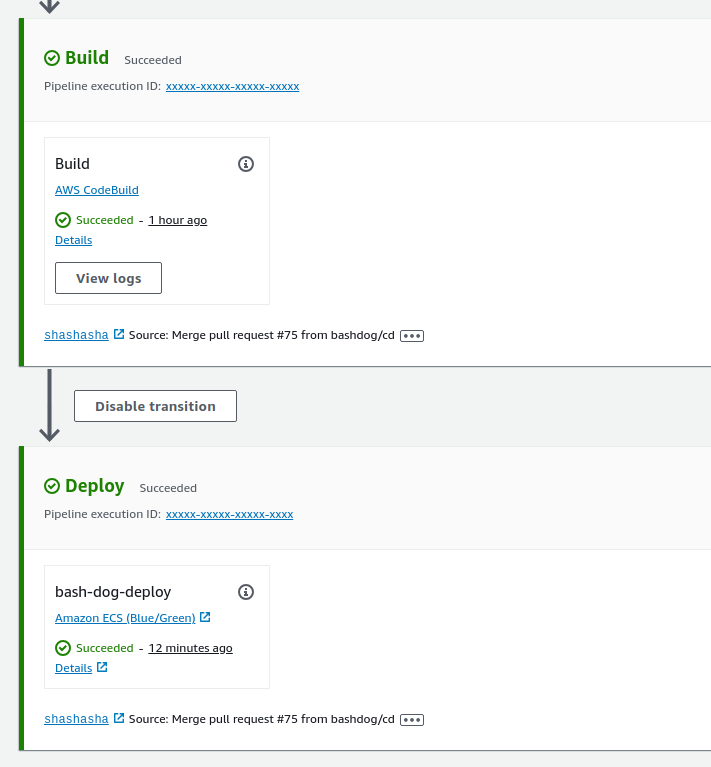 Build Succeeded
Pipeline execution ID: xxxxx-xxxxx-xxxxx-xxxxx
Build
AWS CodeBuild
Succeeded - 1 hour ago
Details
View logs
shashasha Source: Merge pull request #75 from bashdog/cd
Disable transition
Deploy Succeeded
Pipeline execution ID: xxxxx-xxxxx-xxxxx-xxxx
bash-dog-deploy
Amazon ECS (Blue/Green)
Succeeded - 12 minutes ago
Details
shashasha Source: Merge pull request #75 from bashdog/cd